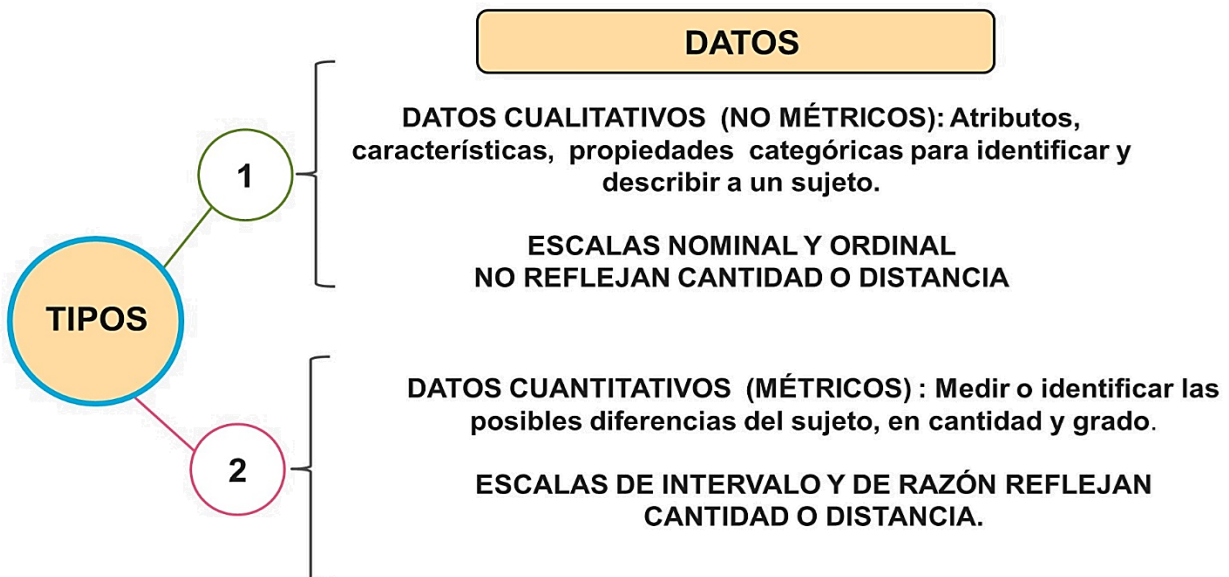 DATOS
DATOS CUALITATIVOS (NO MÉTRICOS): Atributos,
características, propiedades categóricas para identificar y
describir a un sujeto.
ESCALAS NOMINAL Y ORDINAL
NO REFLEJAN CANTIDAD O DISTANCIA
1
TIPOS
DATOS CUANTITATIVOS (MÉTRICOS) : Medir o identificar las
posibles diferencias del sujeto, en cantidad y grado.
2
ESCALAS DE INTERVALO Y DE RAZÓN REFLEJAN
CANTIDAD O DISTANCIA.